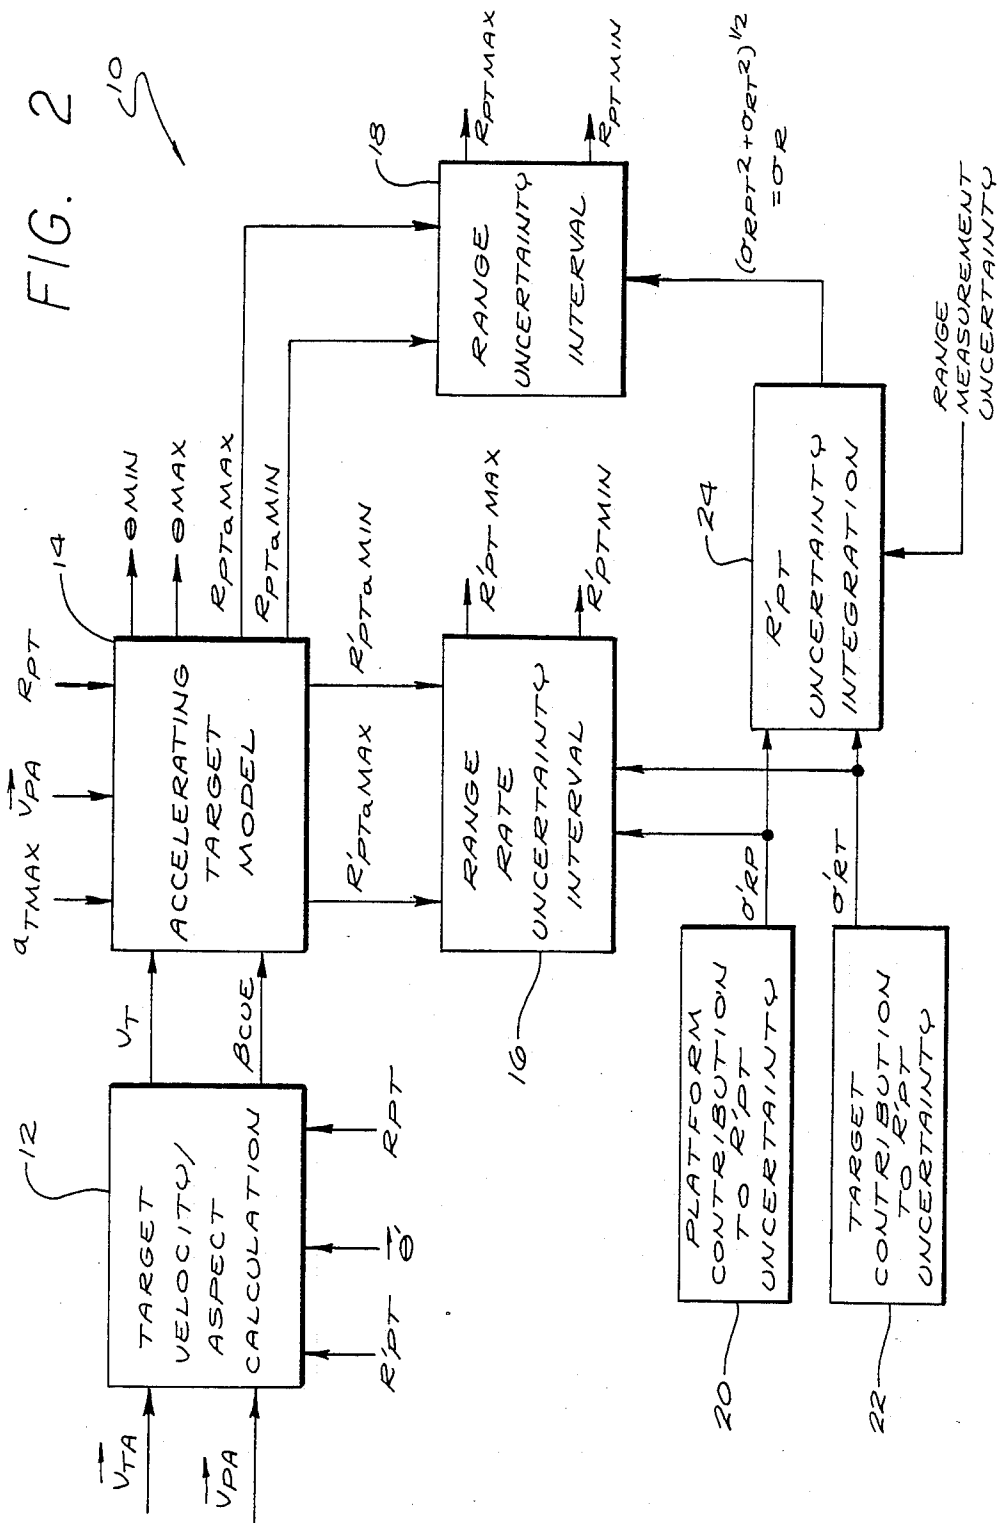 FIG. 2
10
V⃗TA
V⃗PA
12
TARGET
VELOCITY/
ASPECT
CALCULATION
R'PT
θ⃗'
RPT
VT
βCUE
aTMAX
V⃗PA
RPT
14
ACCELERATING
TARGET
MODEL
θMIN
θMAX
RPTaMAX
RPTaMIN
R'PTaMAX
R'PTaMIN
16
RANGE
RATE
UNCERTAINTY
INTERVAL
R'PTMAX
R'PTMIN
18
RANGE
UNCERTAINTY
INTERVAL
RPTMAX
RPTMIN
20
PLATFORM
CONTRIBUTION
TO R'PT
UNCERTAINTY
σ'RP
22
TARGET
CONTRIBUTION
TO R'PT
UNCERTAINTY
σ'RT
24
R'PT
UNCERTAINTY
INTEGRATION
(σRPT²+σRT²)^1/2
=σR
RANGE
MEASUREMENT
UNCERTAINTY